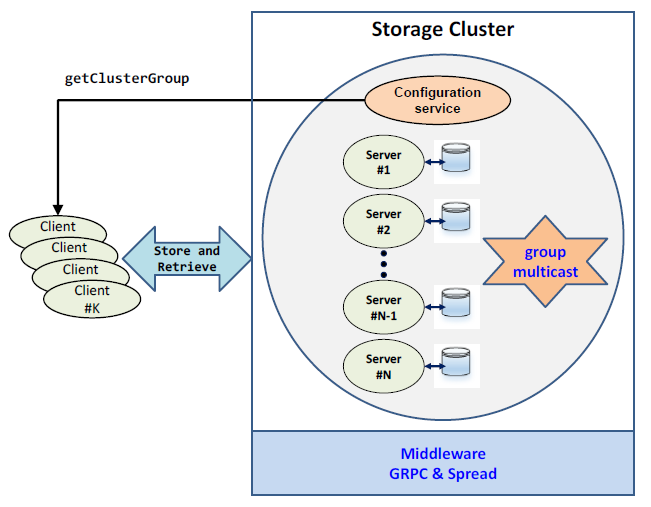 Storage Cluster
getClusterGroup
Configuration
service
Server
#1
Server
#2
Client
Client
Client
Client
#K
Store and
Retrieve
group
multicast
Server
#N-1
Server
#N
Middleware
GRPC & Spread